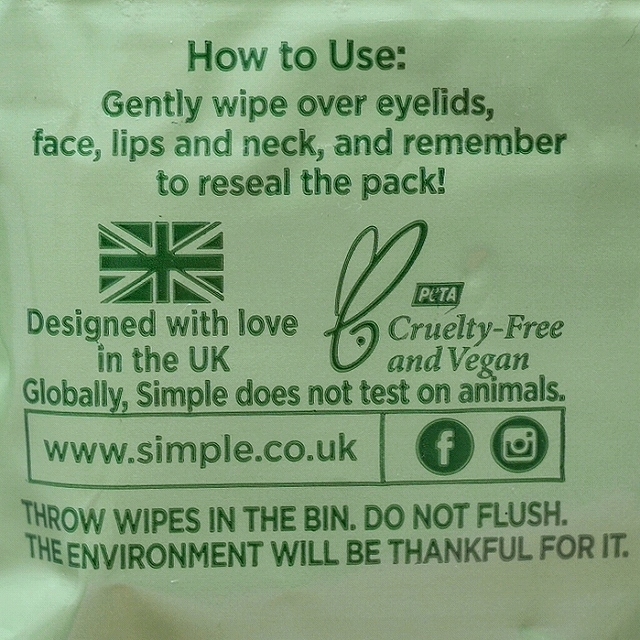 How to Use:
Gently wipe over eyelids,
face, lips and neck, and remember
to reseal the pack!
PETA
Cruelty-Free
and Vegan
Designed with love
in the UK
Globally, Simple does not test on animals.
www.simple.co.uk
f
THROW WIPES IN THE BIN. DO NOT FLUSH.
THE ENVIRONMENT WILL BE THANKFUL FOR IT.